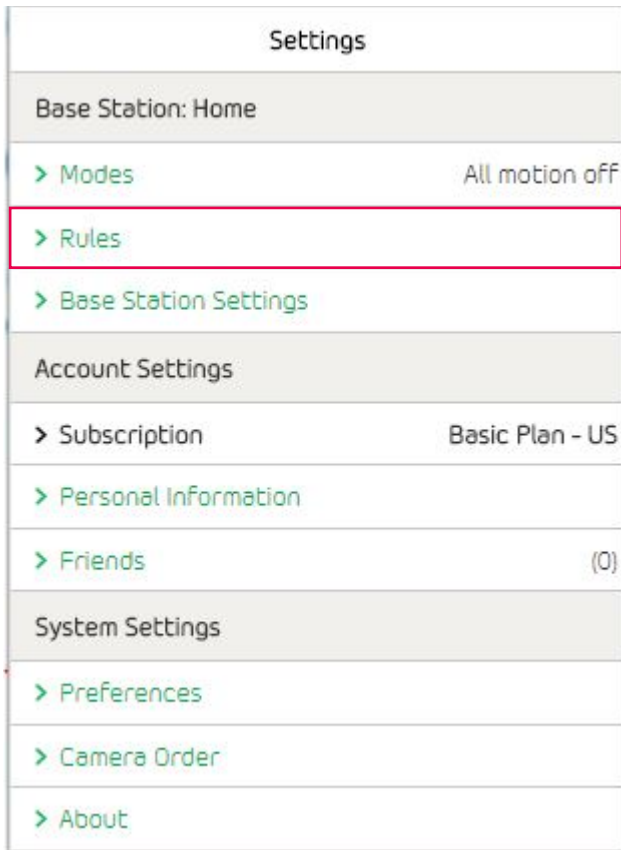 Settings
Base Station: Home
> Modes All motion off
> Rules
> Base Station Settings
Account Settings
> Subscription Basic Plan - US
> Personal Information
> Friends (0)
System Settings
> Preferences
> Camera Order
> About